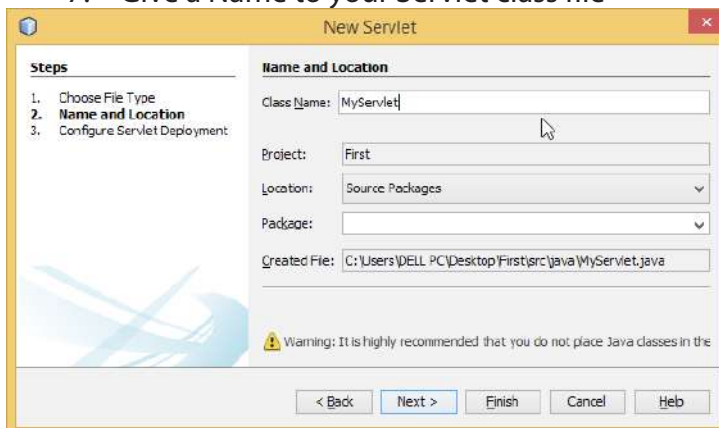 7. Give a Name to your Servlet class file
New Servlet
Steps
1. Choose File Type
2. Name and Location
3. Configure Servlet Deployment
Name and Location
Class Name: MyServlet
Project: First
Location: Source Packages
Package:
Created File: C:\Users\DELL PC\Desktop\First\src\java\MyServlet.java
Warning: It is highly recommended that you do not place Java classes in the
< Back Next > Finish Cancel Help